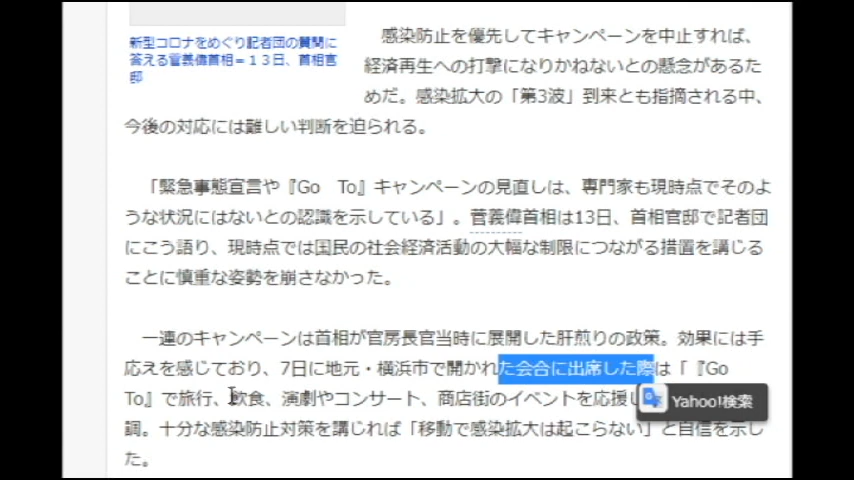 新型コロナをめぐり記者団の質問に
答える菅義偉首相＝１３日、首相官
邸
感染防止を優先してキャンペーンを中止すれば、
経済再生への打撃になりかねないとの懸念があるた
めだ。感染拡大の「第3波」到来とも指摘される中、
今後の対応には難しい判断を迫られる。
「緊急事態宣言や『Go　To』キャンペーンの見直しは、専門家も現時点でそのよ
うな状況にはないとの認識を示している」。菅義偉首相は13日、首相官邸で記者団
にこう語り、現時点では国民の社会経済活動の大幅な制限につながる措置を講じる
ことに慎重な姿勢を崩さなかった。
一連のキャンペーンは首相が官房長官当時に展開した肝煎りの政策。効果には手
応えを感じており、7日に地元・横浜市で開かれた会合に出席した際は「『Go
To』で旅行、飲食、演劇やコンサート、商店街のイベントを応援し
Yahoo!検索
調。十分な感染防止対策を講じれば「移動で感染拡大は起こらない」と自信を示し
た。